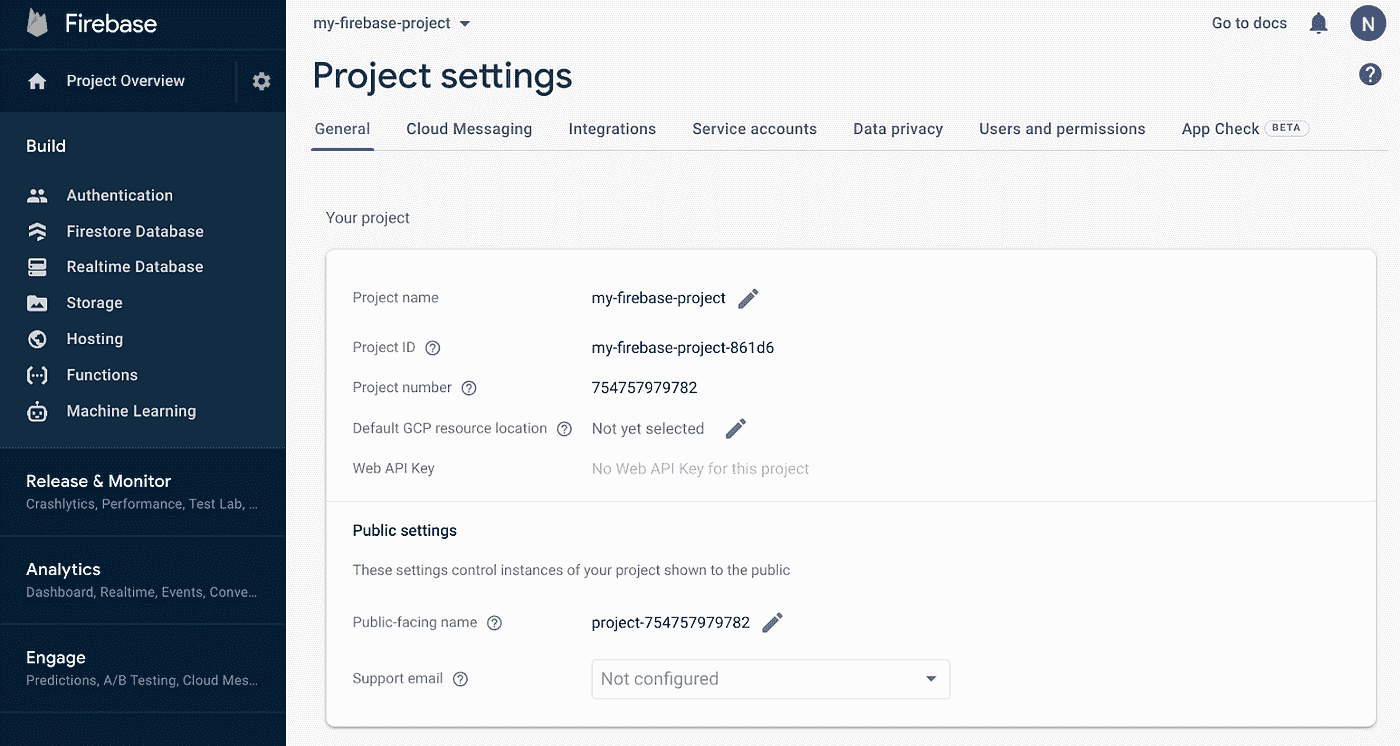 Firebase
Project Overview
Build
Authentication
Firestore Database
Realtime Database
Storage
Hosting
Functions
Machine Learning
Release & Monitor
Crashlytics, Performance, Test Lab, ...
Analytics
Dashboard, Realtime, Events, Conve...
Engage
Predictions, A/B Testing, Cloud Mes...
my-firebase-project
Go to docs
N
Project settings
?
General Cloud Messaging Integrations Service accounts Data privacy Users and permissions App Check BETA
Your project
Project name my-firebase-project
Project ID ? my-firebase-project-861d6
Project number ? 754757979782
Default GCP resource location ? Not yet selected
Web API Key No Web API Key for this project
Public settings
These settings control instances of your project shown to the public
Public-facing name ? project-754757979782
Support email ? Not configured